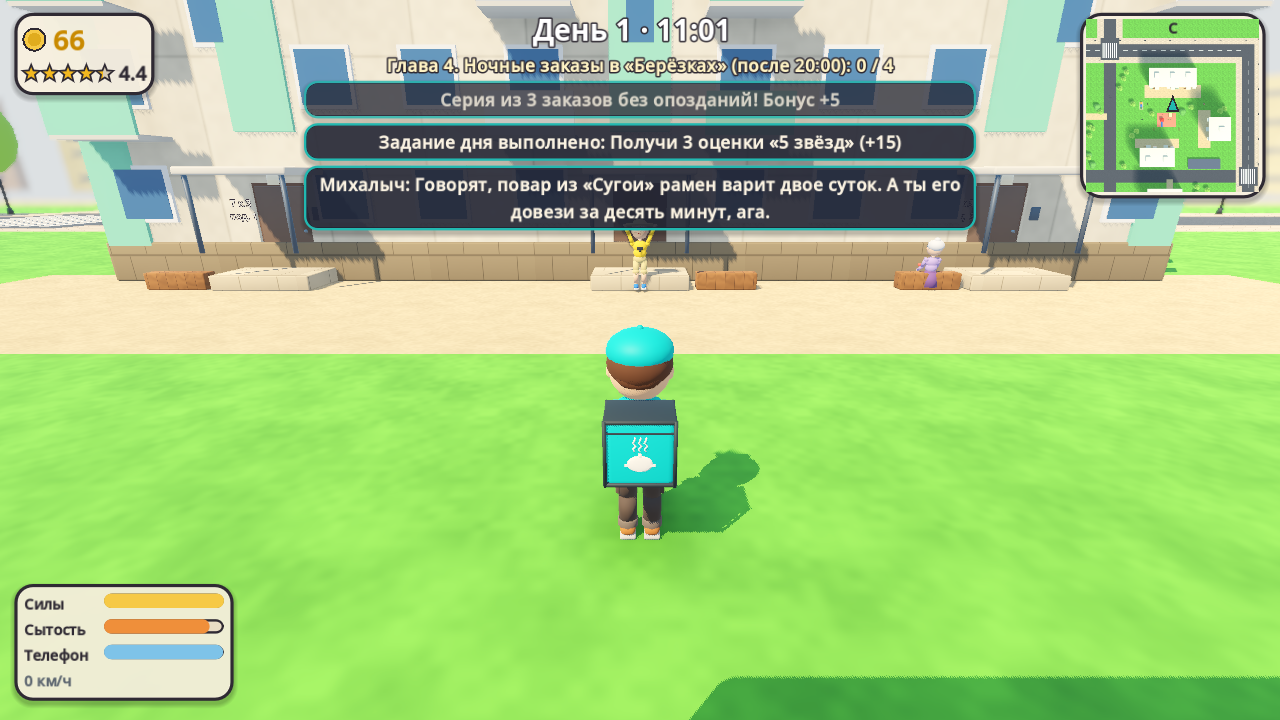 66
4.4
День 1 · 11:01
Глава 4. Ночные заказы в «Берёзках» (после 20:00): 0 / 4
Серия из 3 заказов без опозданий! Бонус +5
Задание дня выполнено: Получи 3 оценки «5 звёзд» (+15)
Михалыч: Говорят, повар из «Сугои» рамен варит двое суток. А ты его
довези за десять минут, ага.
С
Силы
Сытость
Телефон
0 км/ч